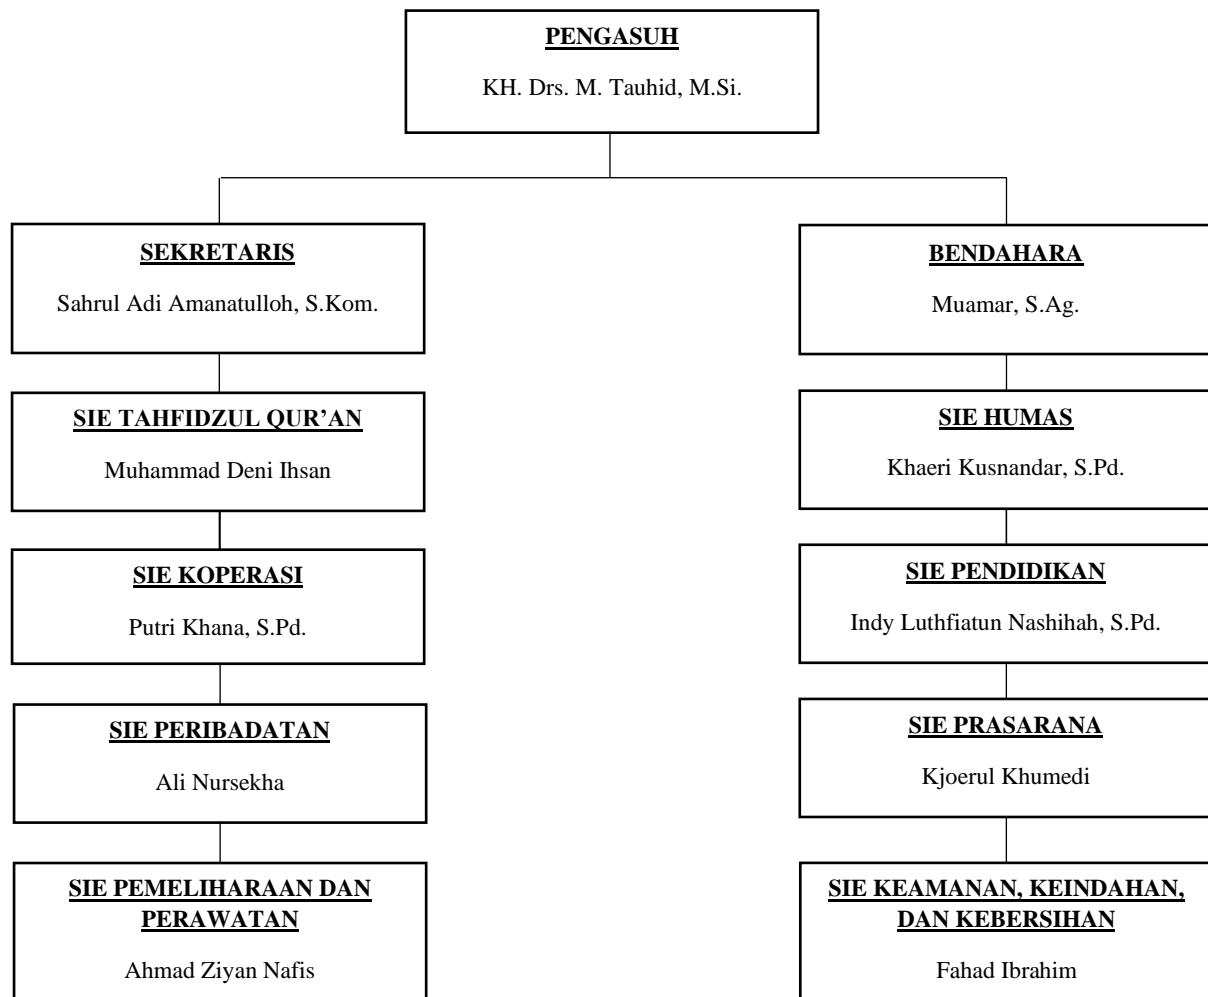 PENGASUH
KH. Drs. M. Tauhid, M.Si.
SEKRETARIS
Sahrul Adi Amanatulloh, S.Kom.
BENDAHARA
Muamar, S.Ag.
SIE TAHFIDZUL QUR’AN
Muhammad Deni Ihsan
SIE HUMAS
Khaeri Kusnandar, S.Pd.
SIE KOPERASI
Putri Khana, S.Pd.
SIE PENDIDIKAN
Indy Luthfiatun Nashihah, S.Pd.
SIE PERIBADATAN
Ali Nursekha
SIE PRASARANA
Kjoerul Khumedi
SIE PEMELIHARAAN DAN
PERAWATAN
Ahmad Ziyan Nafis
SIE KEAMANAN, KEINDAHAN,
DAN KEBERSIHAN
Fahad Ibrahim